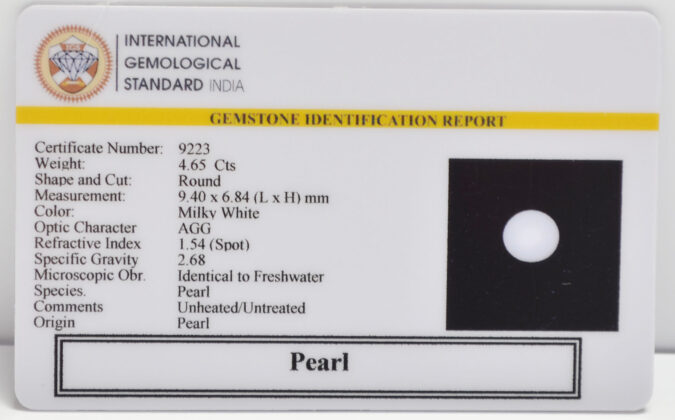 INTERNATIONAL
GEMOLOGICAL
STANDARD INDIA
GEMSTONE IDENTIFICATION REPORT
Certificate Number: 9223
Weight: 4.65 Cts
Shape and Cut: Round
Measurement: 9.40 x 6.84 (L x H) mm
Color: Milky White
Optic Character AGG
Refractive Index 1.54 (Spot)
Specific Gravity 2.68
Microscopic Obr. Identical to Freshwater
Species. Pearl
Comments Unheated/Untreated
Origin Pearl
Pearl